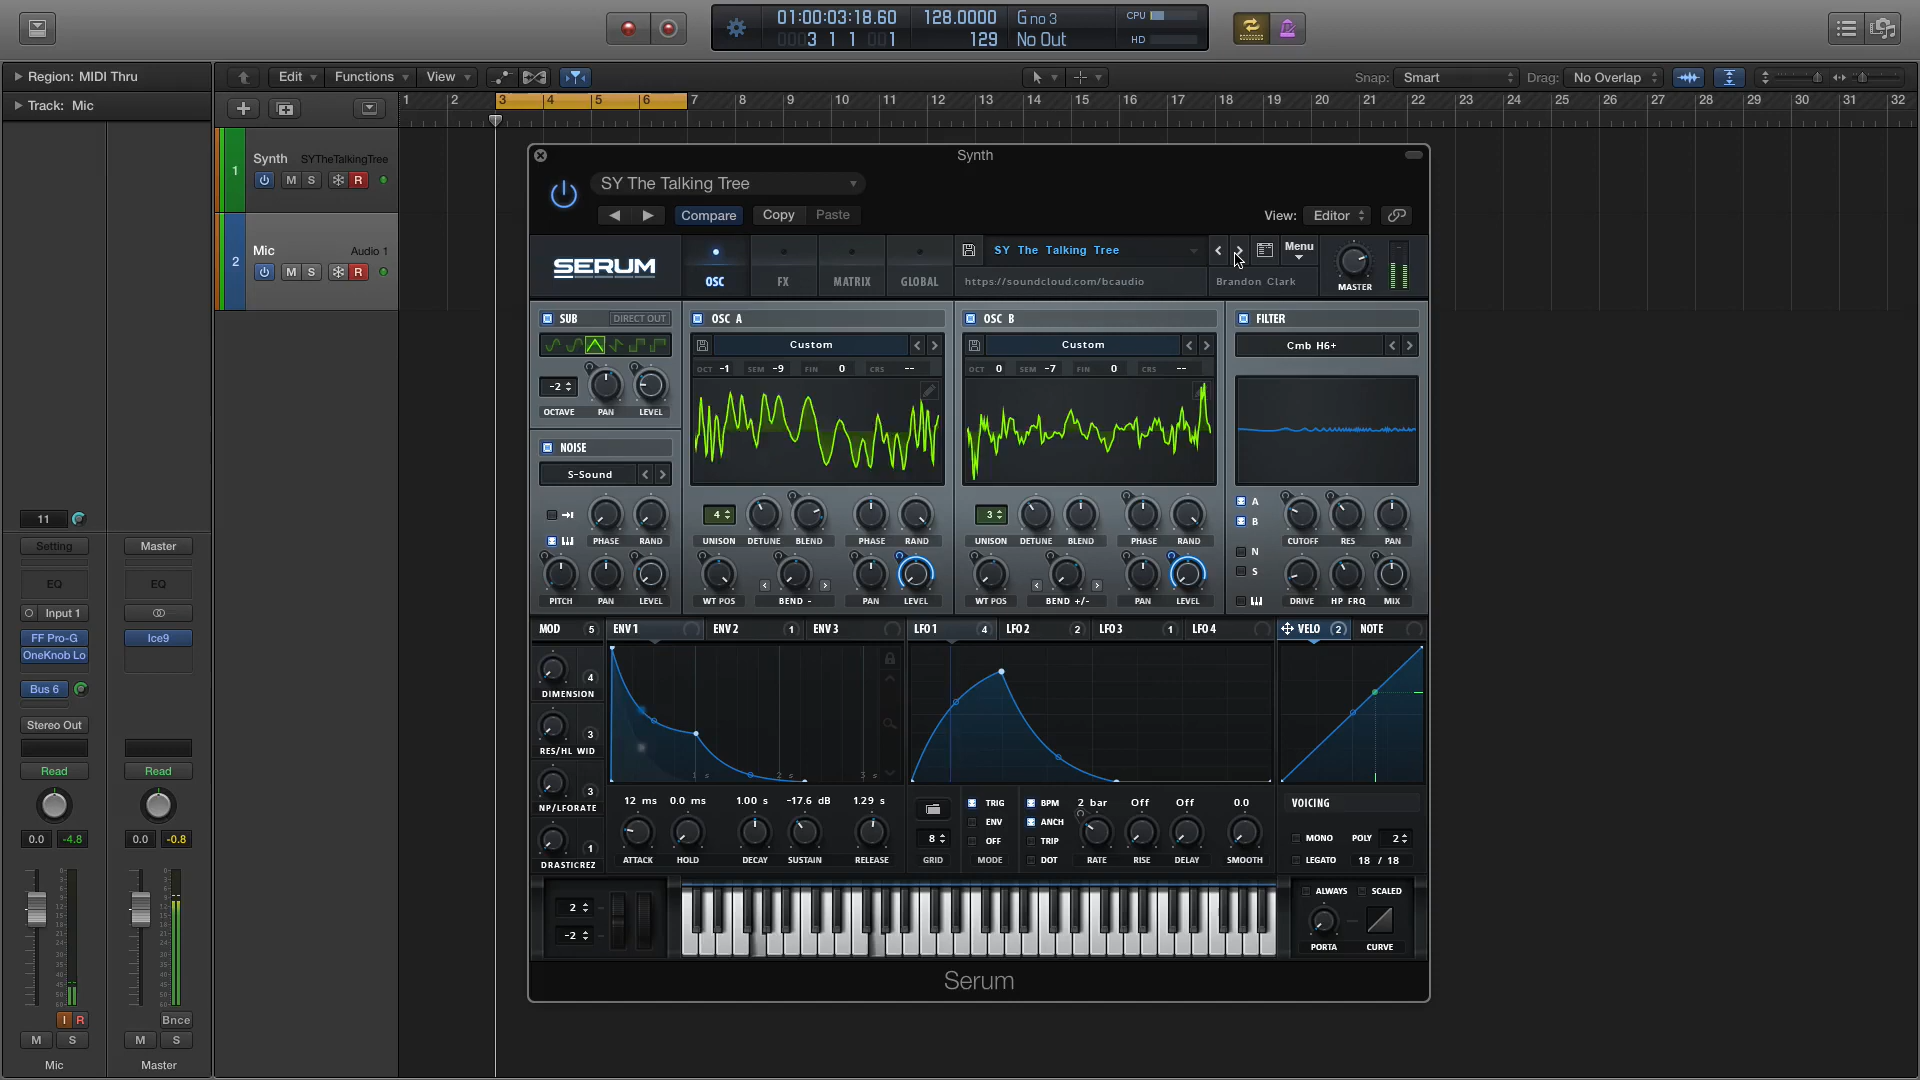 01:00:03:18.60
0003 1 1 001
128.0000
129
G no 3
No Out
CPU
HD
Region: MIDI Thru
Edit Functions View
Snap: Smart Drag: No Overlap
Track: Mic
1 2 3 4 5 6 7 8 9 10 11 12 13 14 15 16 17 18 19 20 21 22 23 24 25 26 27 28 29 30 31 32
1 Synth SYTheTalkingTree
M S R
2 Mic Audio 1
M S R
Synth
SY The Talking Tree
Compare Copy Paste
View: Editor
SERUM
OSC FX MATRIX GLOBAL
SY The Talking Tree
Menu
https://soundcloud.com/bcaudio
Brandon Clark
MASTER
SUB DIRECT OUT
-2
OCTAVE PAN LEVEL
NOISE
S-Sound
PHASE RAND
PITCH PAN LEVEL
OSC A
Custom
OCT -1 SEM -9 FIN 0 CRS --
4
UNISON DETUNE BLEND PHASE RAND
WT POS BEND - PAN LEVEL
OSC B
Custom
OCT 0 SEM -7 FIN 0 CRS --
3
UNISON DETUNE BLEND PHASE RAND
WT POS BEND +/- PAN LEVEL
FILTER
Cmb H6+
A
B
N
S
CUTOFF RES PAN
DRIVE HP FRQ MIX
MOD 5 ENV 1 ENV 2 1 ENV 3 LFO 1 4 LFO 2 2 LFO 3 1 LFO 4 VELO 2 NOTE
DIMENSION 4
RES/HL WID 3
NP/LFORATE 3
DRASTICREZ 1
1 s 2 s 3 s
12 ms 0.0 ms 1.00 s -17.6 dB 1.29 s
ATTACK HOLD DECAY SUSTAIN RELEASE
8
GRID
TRIG
ENV
OFF
MODE
BPM
ANCH
TRIP
DOT
2 bar Off Off 0.0
RATE RISE DELAY SMOOTH
VOICING
MONO POLY 2
LEGATO 18 / 18
ALWAYS SCALED
PORTA CURVE
2
-2
Serum
11
Setting Master
EQ EQ
Input 1
FF Pro-G Ice9
OneKnob Lo
Bus 6
Stereo Out
Read Read
0.0 -4.8 0.0 -0.8
I R Bnce
M S M S
Mic Master